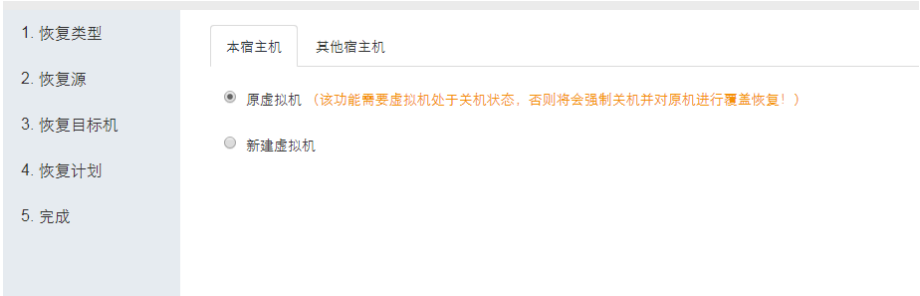 1. 恢复类型
2. 恢复源
3. 恢复目标机
4. 恢复计划
5. 完成
本宿主机 其他宿主机
原虚拟机 （该功能需要虚拟机处于关机状态，否则将会强制关机并对原机进行覆盖恢复！）
新建虚拟机